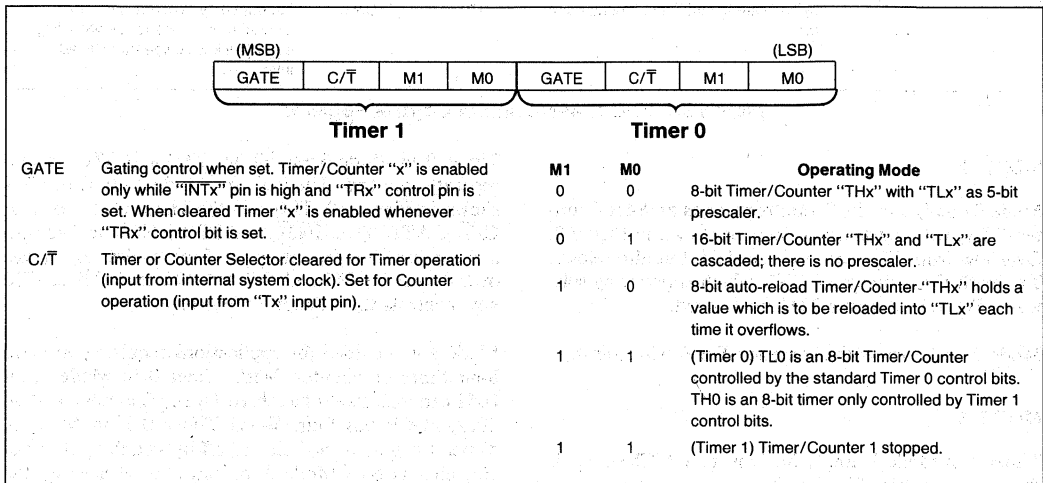 (MSB) (LSB)
GATE C/T̅ M1 M0 GATE C/T̅ M1 M0
Timer 1 Timer 0
GATE Gating control when set. Timer/Counter "x" is enabled
only while "I̅N̅T̅x̅" pin is high and "TRx" control pin is
set. When cleared Timer "x" is enabled whenever
"TRx" control bit is set.
C/T̅ Timer or Counter Selector cleared for Timer operation
(input from internal system clock). Set for Counter
operation (input from "Tx" input pin).
M1 M0 Operating Mode
0 0 8-bit Timer/Counter "THx" with "TLx" as 5-bit
prescaler.
0 1 16-bit Timer/Counter "THx" and "TLx" are
cascaded; there is no prescaler.
1 0 8-bit auto-reload Timer/Counter "THx" holds a
value which is to be reloaded into "TLx" each
time it overflows.
1 1 (Timer 0) TL0 is an 8-bit Timer/Counter
controlled by the standard Timer 0 control bits.
TH0 is an 8-bit timer only controlled by Timer 1
control bits.
1 1 (Timer 1) Timer/Counter 1 stopped.